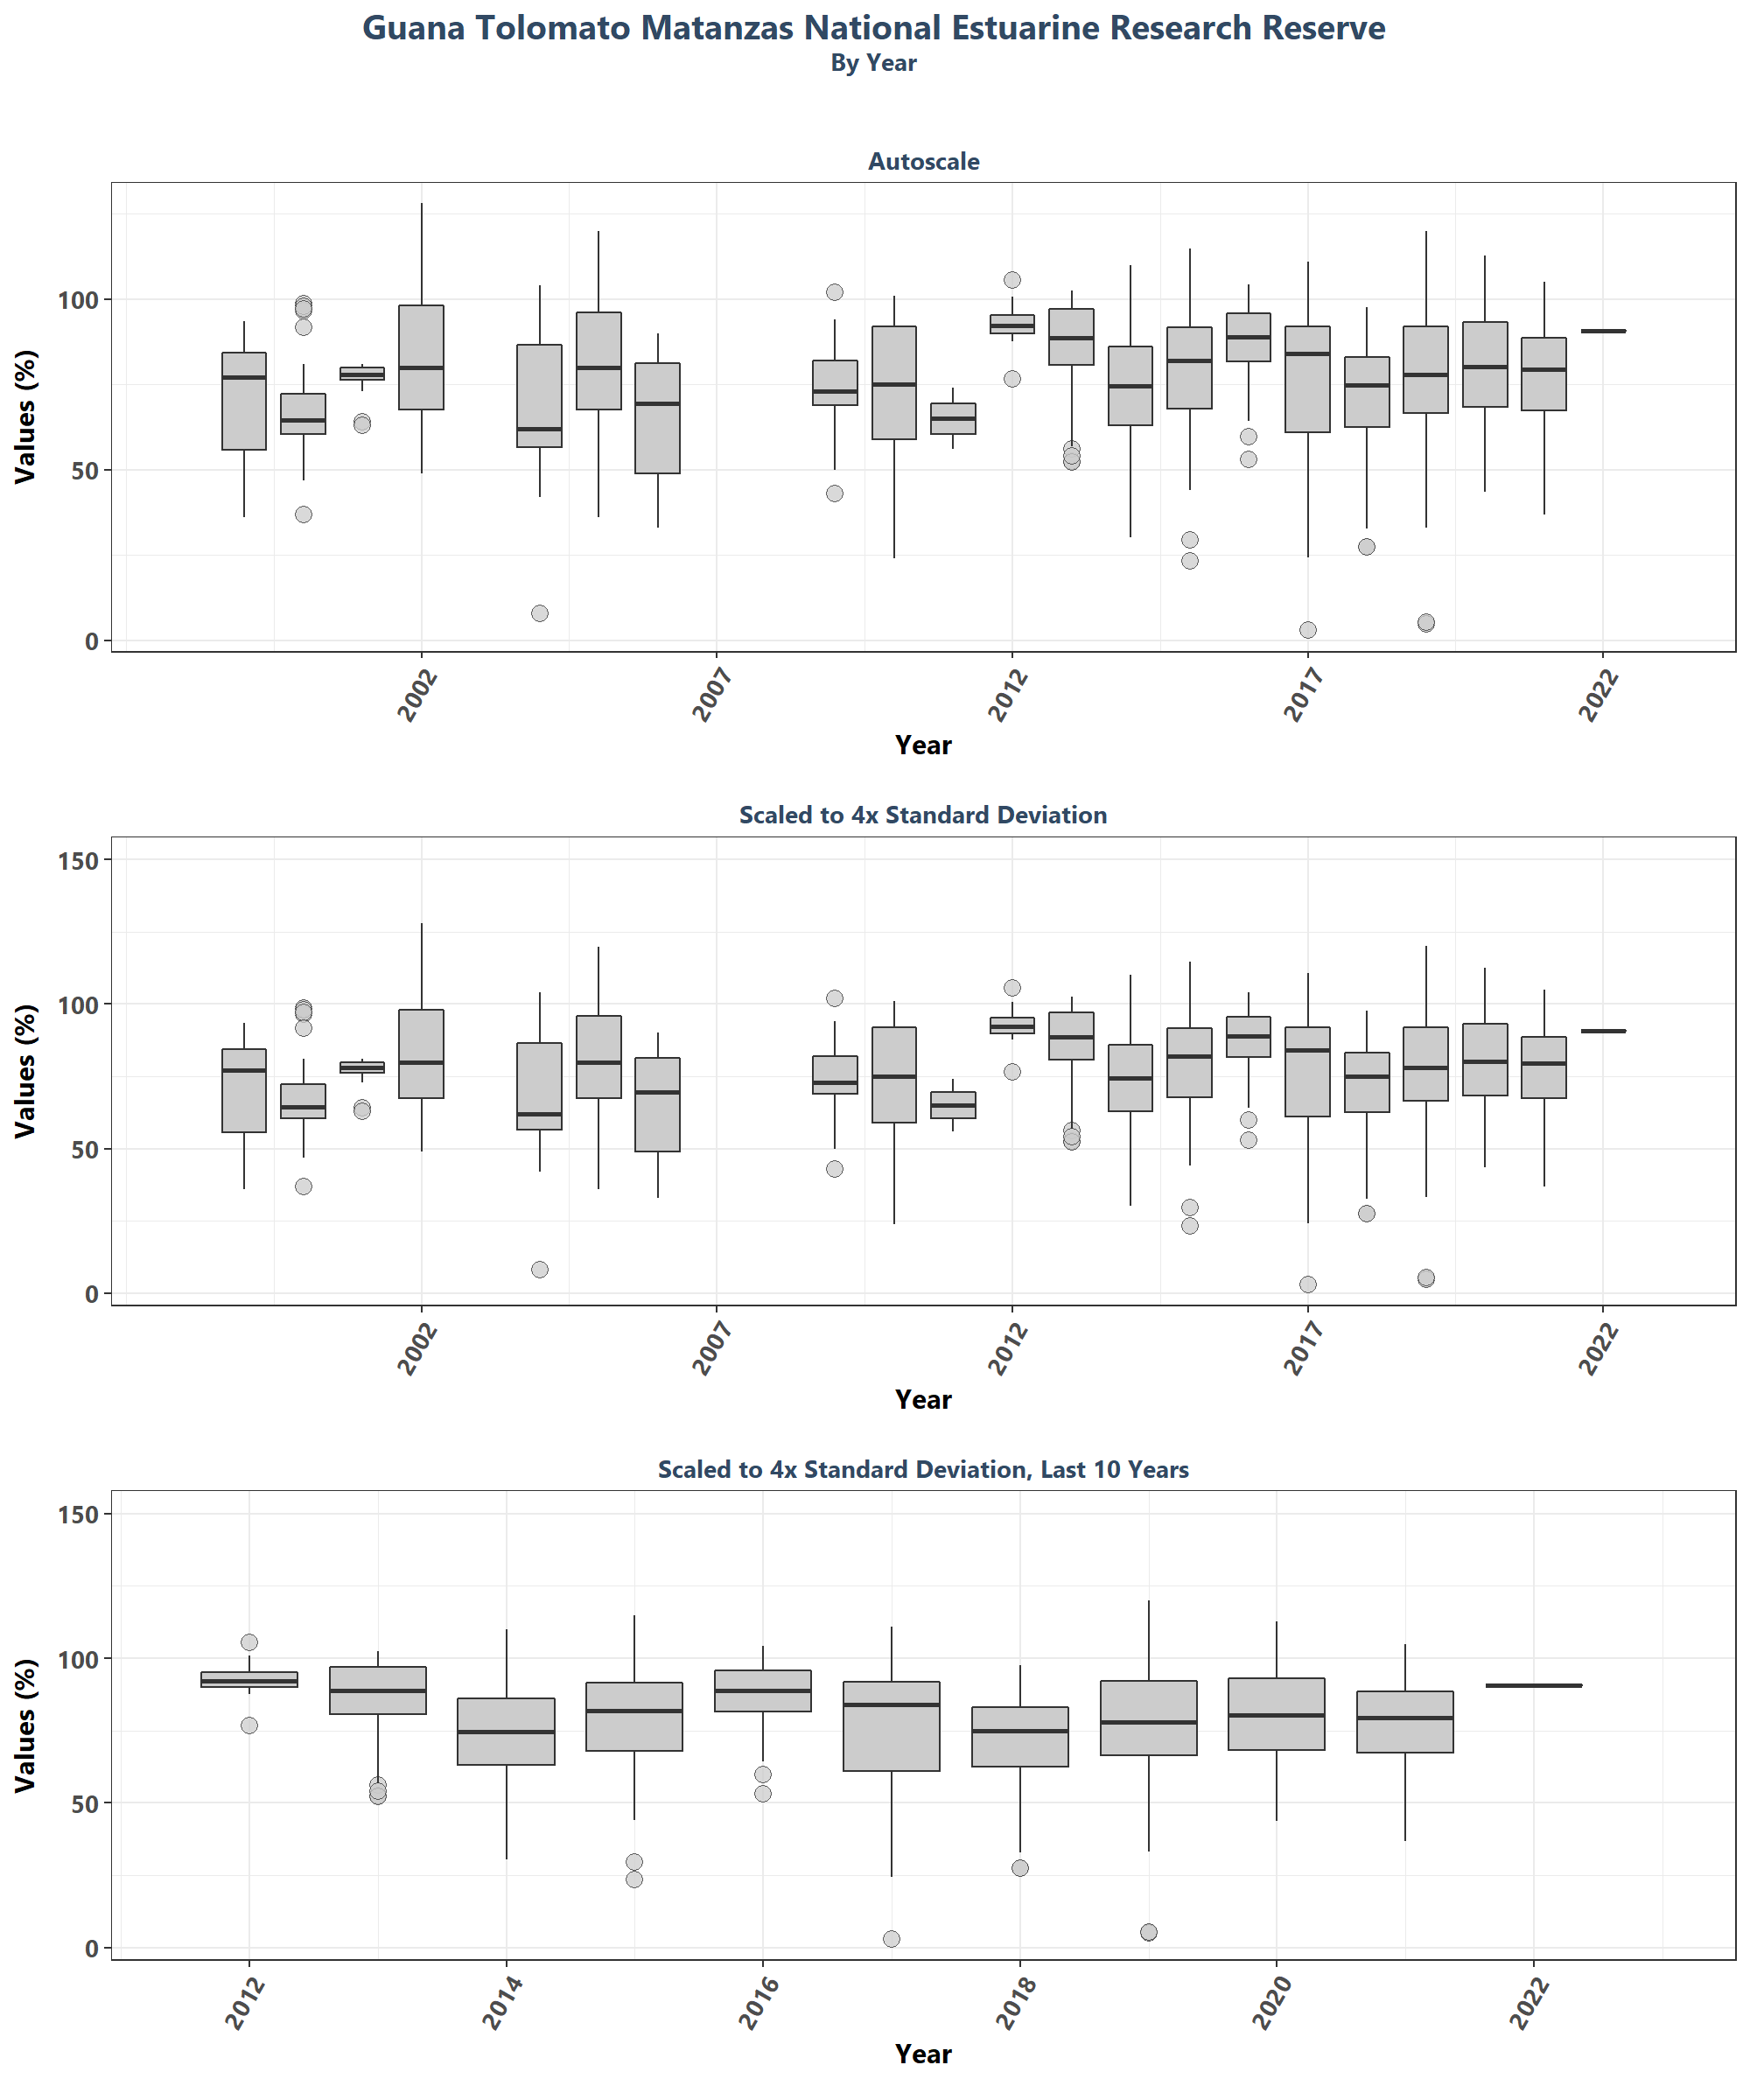 Guana Tolomato Matanzas National Estuarine Research Reserve
By Year
Autoscale
Values (%)
100
50
0
2002 2007 2012 2017 2022
Year
Scaled to 4x Standard Deviation
Values (%)
150
100
50
0
2002 2007 2012 2017 2022
Year
Scaled to 4x Standard Deviation, Last 10 Years
Values (%)
150
100
50
0
2012 2014 2016 2018 2020 2022
Year